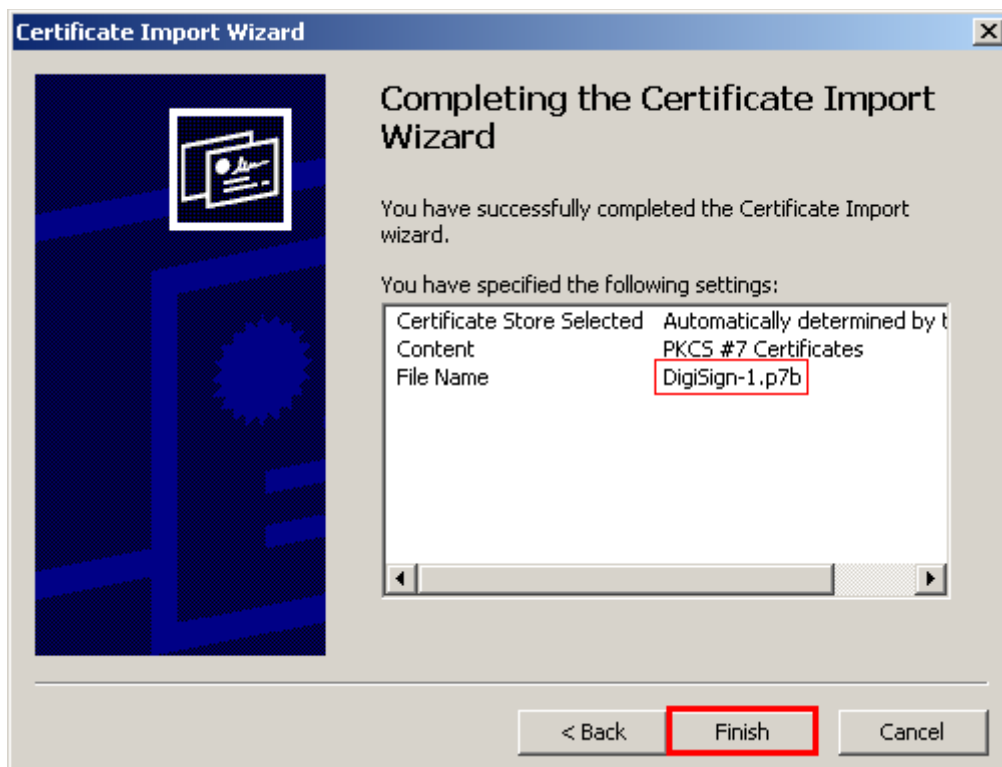 Certificate Import Wizard
Completing the Certificate Import
Wizard
You have successfully completed the Certificate Import
wizard.
You have specified the following settings:
Certificate Store Selected Automatically determined by t
Content PKCS #7 Certificates
File Name DigiSign-1.p7b
< Back Finish Cancel